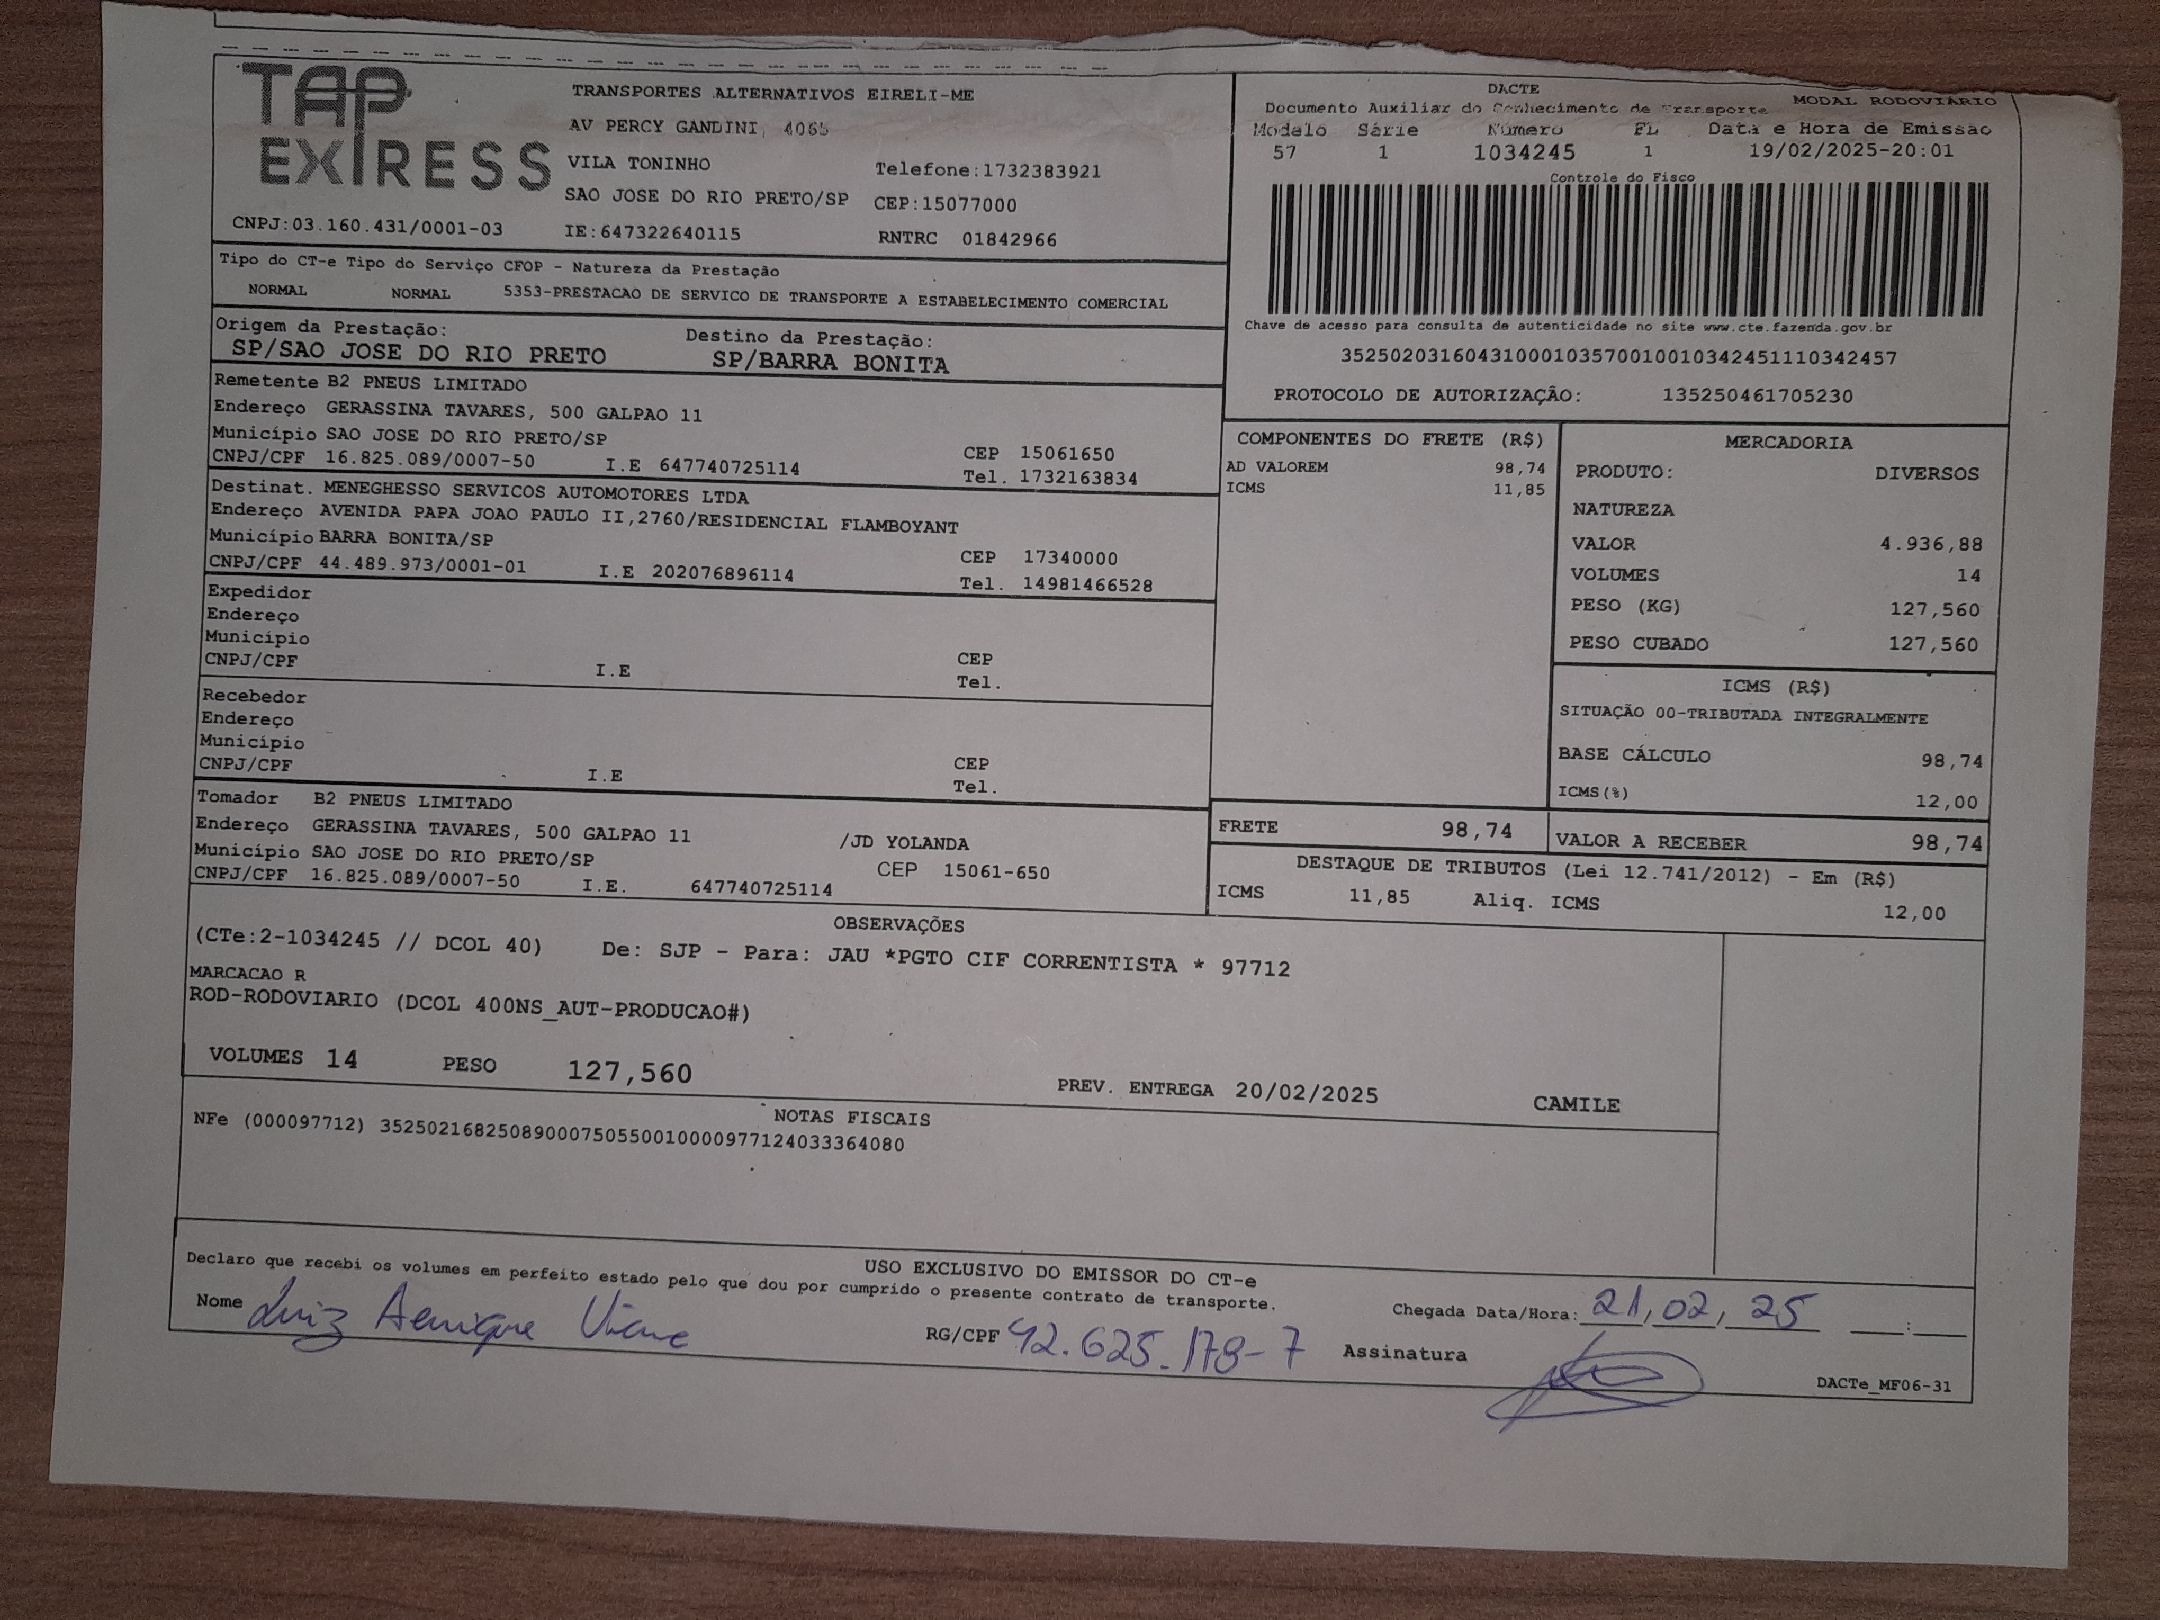 TAP EXPRESS
TRANSPORTES ALTERNATIVOS EIRELI-ME
AV PERCY GANDINI, 4065
VILA TONINHO Telefone:1732383921
SAO JOSE DO RIO PRETO/SP CEP:15077000
CNPJ:03.160.431/0001-03 IE:647322640115 RNTRC 01842966
DACTE
Documento Auxiliar do Conhecimento de Transporte MODAL RODOVIÁRIO
Modelo Série Número FL Data e Hora de Emissão
57 1 1034245 1 19/02/2025-20:01
Controle do Fisco
Chave de acesso para consulta de autenticidade no site www.cte.fazenda.gov.br
35250203160431000103570010010342451110342457
PROTOCOLO DE AUTORIZAÇÃO: 135250461705230
Tipo do CT-e Tipo do Serviço CFOP - Natureza da Prestação
NORMAL NORMAL 5353-PRESTACAO DE SERVICO DE TRANSPORTE A ESTABELECIMENTO COMERCIAL
Origem da Prestação: Destino da Prestação:
SP/SAO JOSE DO RIO PRETO SP/BARRA BONITA
Remetente B2 PNEUS LIMITADO
Endereço GERASSINA TAVARES, 500 GALPAO 11
Município SAO JOSE DO RIO PRETO/SP CEP 15061650
CNPJ/CPF 16.825.089/0007-50 I.E 647740725114 Tel. 1732163834
Destinat. MENEGHESSO SERVICOS AUTOMOTORES LTDA
Endereço AVENIDA PAPA JOAO PAULO II,2760/RESIDENCIAL FLAMBOYANT
Município BARRA BONITA/SP CEP 17340000
CNPJ/CPF 44.489.973/0001-01 I.E 202076896114 Tel. 14981466528
Expedidor
Endereço
Município CEP
CNPJ/CPF I.E Tel.
Recebedor
Endereço
Município CEP
CNPJ/CPF I.E Tel.
Tomador B2 PNEUS LIMITADO
Endereço GERASSINA TAVARES, 500 GALPAO 11 /JD YOLANDA
Município SAO JOSE DO RIO PRETO/SP CEP 15061-650
CNPJ/CPF 16.825.089/0007-50 I.E. 647740725114
COMPONENTES DO FRETE (R$)
AD VALOREM 98,74
ICMS 11,85
MERCADORIA
PRODUTO: DIVERSOS
NATUREZA
VALOR 4.936,88
VOLUMES 14
PESO (KG) 127,560
PESO CUBADO 127,560
ICMS (R$)
SITUAÇÃO 00-TRIBUTADA INTEGRALMENTE
BASE CÁLCULO 98,74
ICMS(%) 12,00
FRETE 98,74 VALOR A RECEBER 98,74
DESTAQUE DE TRIBUTOS (Lei 12.741/2012) - Em (R$)
ICMS 11,85 Aliq. ICMS 12,00
OBSERVAÇÕES
(CTe:2-1034245 // DCOL 40) De: SJP - Para: JAU *PGTO CIF CORRENTISTA * 97712
MARCACAO R
ROD-RODOVIARIO (DCOL 400NS_AUT-PRODUCAO#)
VOLUMES 14 PESO 127,560 PREV. ENTREGA 20/02/2025 CAMILE
NOTAS FISCAIS
NFe (000097712) 35250216825089000750550010000977124033364080
USO EXCLUSIVO DO EMISSOR DO CT-e
Declaro que recebi os volumes em perfeito estado pelo que dou por cumprido o presente contrato de transporte.
Chegada Data/Hora: 21,02,25 ____:____
Nome Luiz Henrique RG/CPF 42.625.178-7 Assinatura
DACTe_MF06-31